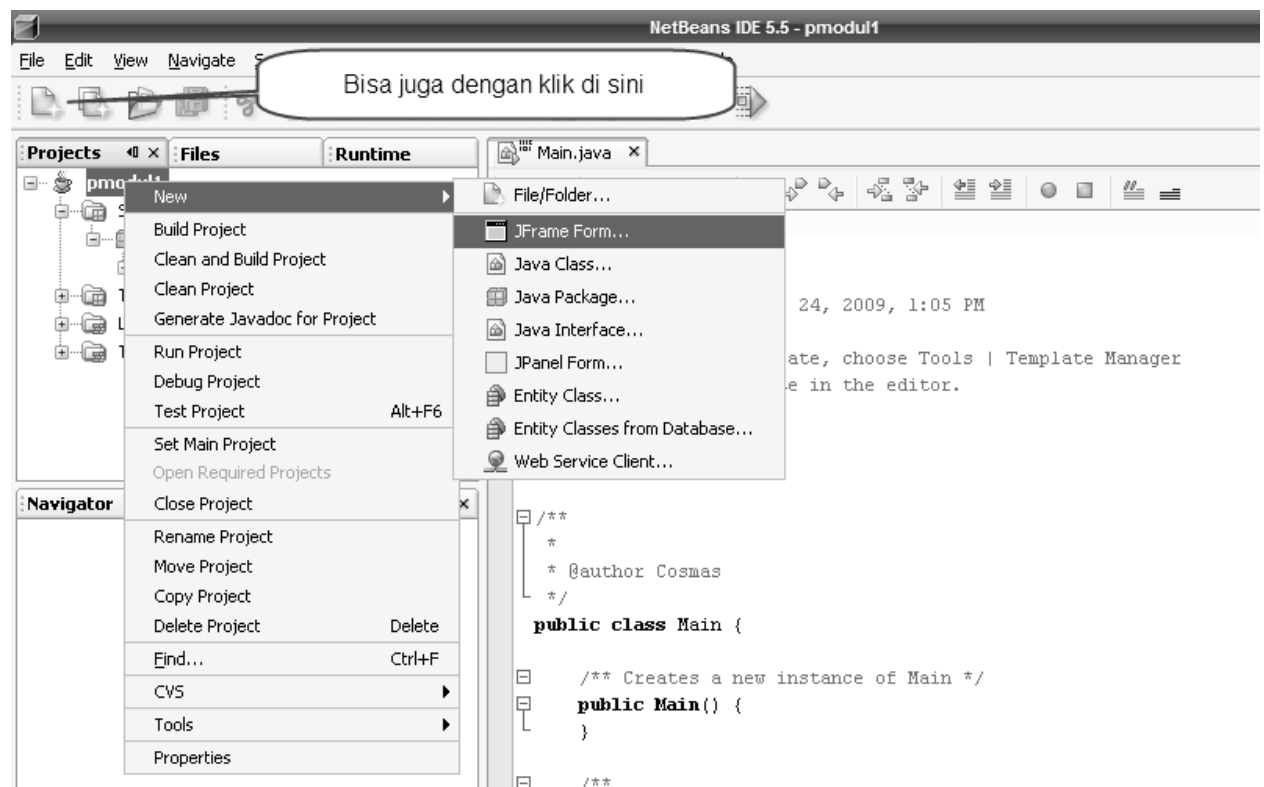 NetBeans IDE 5.5 - pmodul1
File Edit View Navigate
Bisa juga dengan klik di sini
Projects Files Runtime
Main.java
New
Build Project
Clean and Build Project
Clean Project
Generate Javadoc for Project
Run Project
Debug Project
Test Project Alt+F6
Set Main Project
Open Required Projects
Close Project
Rename Project
Move Project
Copy Project
Delete Project Delete
Find... Ctrl+F
CVS
Tools
Properties
File/Folder...
JFrame Form...
Java Class...
Java Package...
Java Interface...
JPanel Form...
Entity Class...
Entity Classes from Database...
Web Service Client...
Navigator
24, 2009, 1:05 PM
ate, choose Tools | Template Manager
e in the editor.
/**
*
* @author Cosmas
*/
public class Main {
/** Creates a new instance of Main */
public Main() {
}
/**